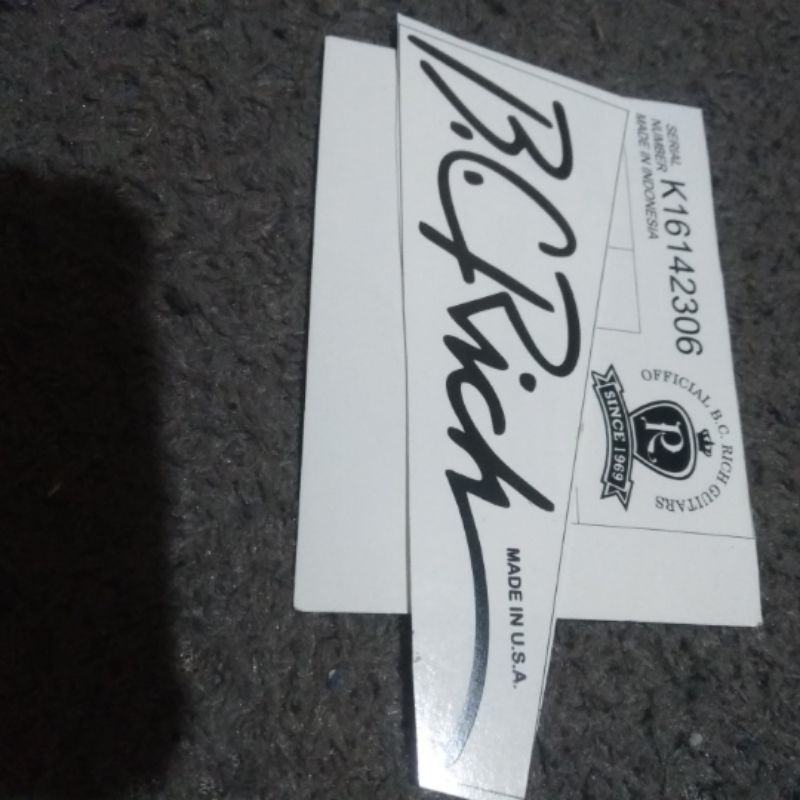 B.C.Rich
MADE IN U.S.A.
SERIAL
NUMBER K16142306
MADE IN INDONESIA
OFFICIAL B.C. RICH GUITARS
R
SINCE 1969